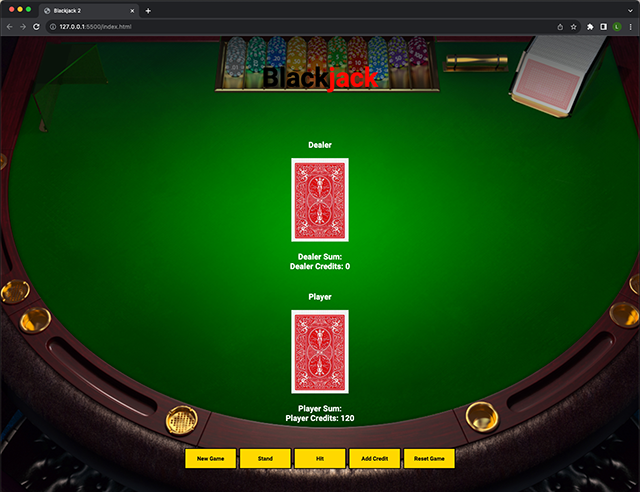 Blackjack 2
127.0.0.1:5500/index.html
L
Blackjack
Dealer
Dealer Sum:
Dealer Credits: 0
Player
Player Sum:
Player Credits: 120
New Game
Stand
Hit
Add Credit
Reset Game